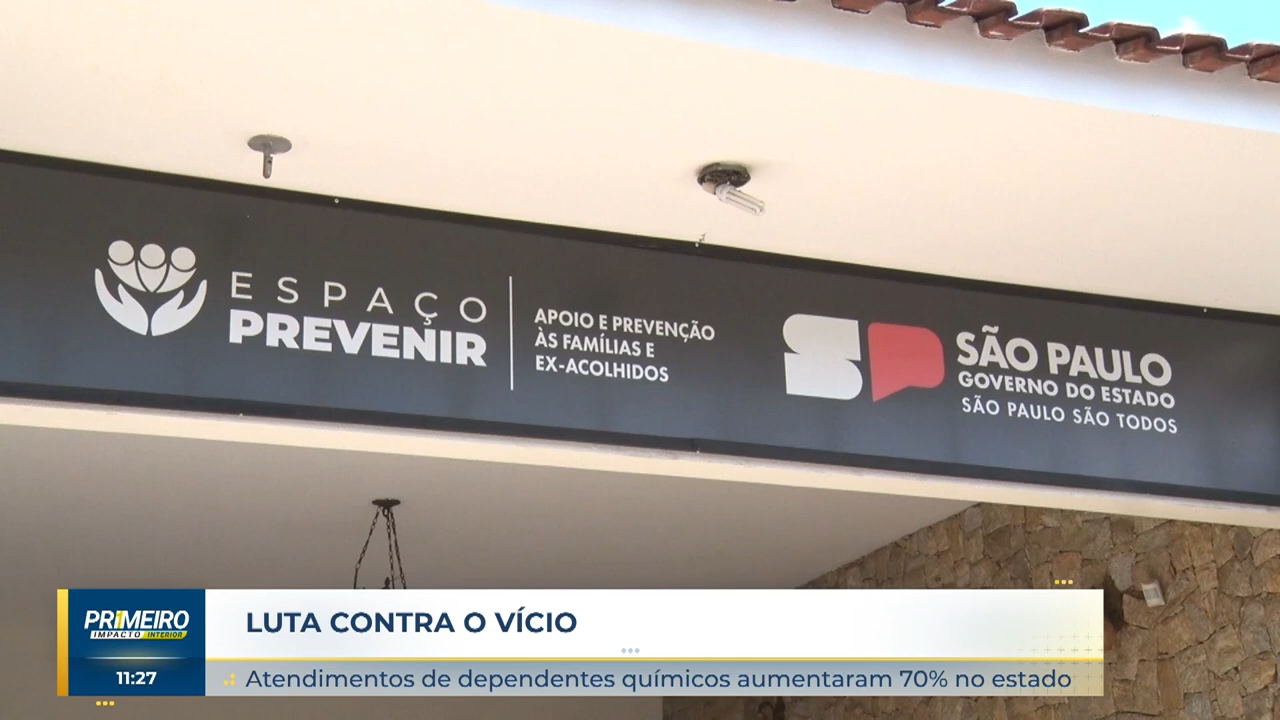 ESPAÇO
PREVENIR
APOIO E PREVENÇÃO
ÀS FAMÍLIAS E
EX-ACOLHIDOS
SP
SÃO PAULO
GOVERNO DO ESTADO
SÃO PAULO SÃO TODOS
PRIMEIRO
IMPACTO INTERIOR
11:27
LUTA CONTRA O VÍCIO
Atendimentos de dependentes químicos aumentaram 70% no estado